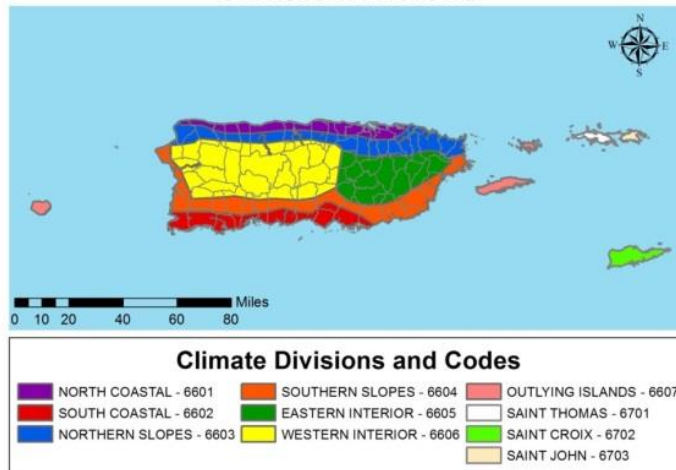 N
W E
S
Miles
0 10 20 40 60 80
Climate Divisions and Codes
NORTH COASTAL - 6601
SOUTH COASTAL - 6602
NORTHERN SLOPES - 6603
SOUTHERN SLOPES - 6604
EASTERN INTERIOR - 6605
WESTERN INTERIOR - 6606
OUTLYING ISLANDS - 6607
SAINT THOMAS - 6701
SAINT CROIX - 6702
SAINT JOHN - 6703